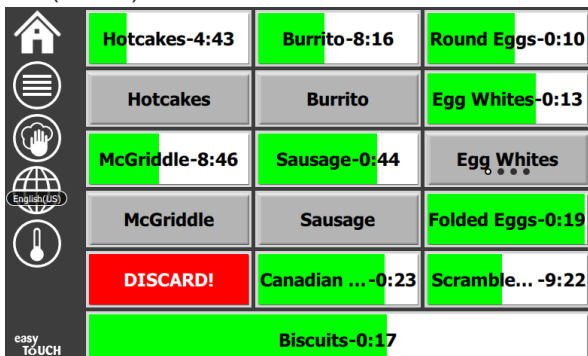 Hotcakes-4:43
Burrito-8:16
Round Eggs-0:10
Hotcakes
Burrito
Egg Whites-0:13
McGriddle-8:46
Sausage-0:44
Egg Whites
English(US)
McGriddle
Sausage
Folded Eggs-0:19
DISCARD!
Canadian ...-0:23
Scramble... -9:22
easy
TOUCH
Biscuits-0:17